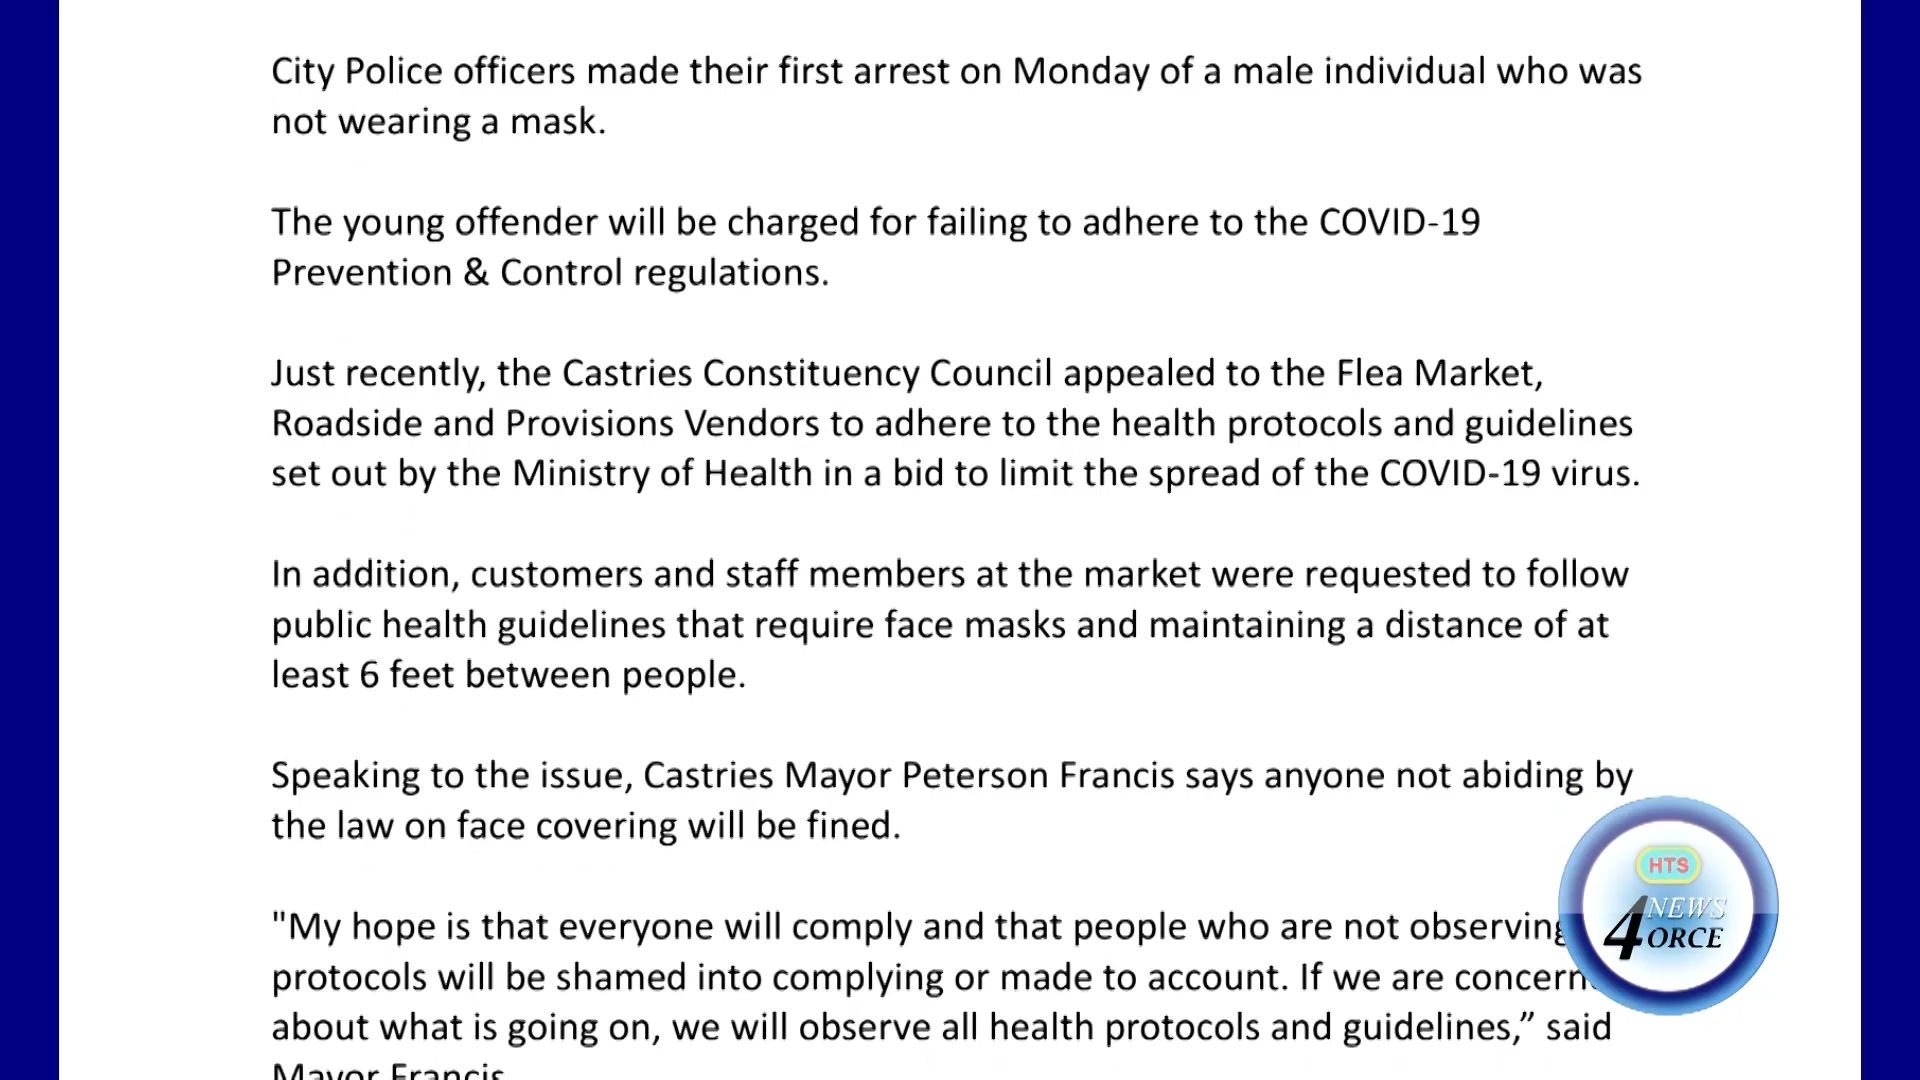 City Police officers made their first arrest on Monday of a male individual who was
not wearing a mask.
The young offender will be charged for failing to adhere to the COVID-19
Prevention & Control regulations.
Just recently, the Castries Constituency Council appealed to the Flea Market,
Roadside and Provisions Vendors to adhere to the health protocols and guidelines
set out by the Ministry of Health in a bid to limit the spread of the COVID-19 virus.
In addition, customers and staff members at the market were requested to follow
public health guidelines that require face masks and maintaining a distance of at
least 6 feet between people.
Speaking to the issue, Castries Mayor Peterson Francis says anyone not abiding by
the law on face covering will be fined.
"My hope is that everyone will comply and that people who are not observing
protocols will be shamed into complying or made to account. If we are
about what is going on, we will observe all health protocols and guidelines,” said
Mayor Francis
HTS
NEWS
4ORCE